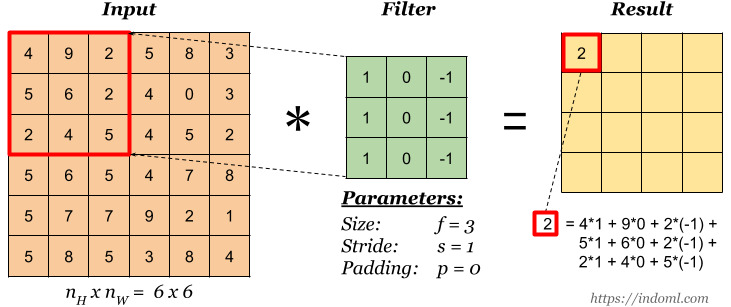 Input
Filter
Result
4 9 2 5 8 3
5 6 2 4 0 3
2 4 5 4 5 2
5 6 5 4 7 8
5 7 7 9 2 1
5 8 5 3 8 4
n_H x n_W = 6 x 6
*
1 0 -1
1 0 -1
1 0 -1
Parameters:
Size: f = 3
Stride: s = 1
Padding: p = 0
=
2
2 = 4*1 + 9*0 + 2*(-1) +
5*1 + 6*0 + 2*(-1) +
2*1 + 4*0 + 5*(-1)
https://indoml.com